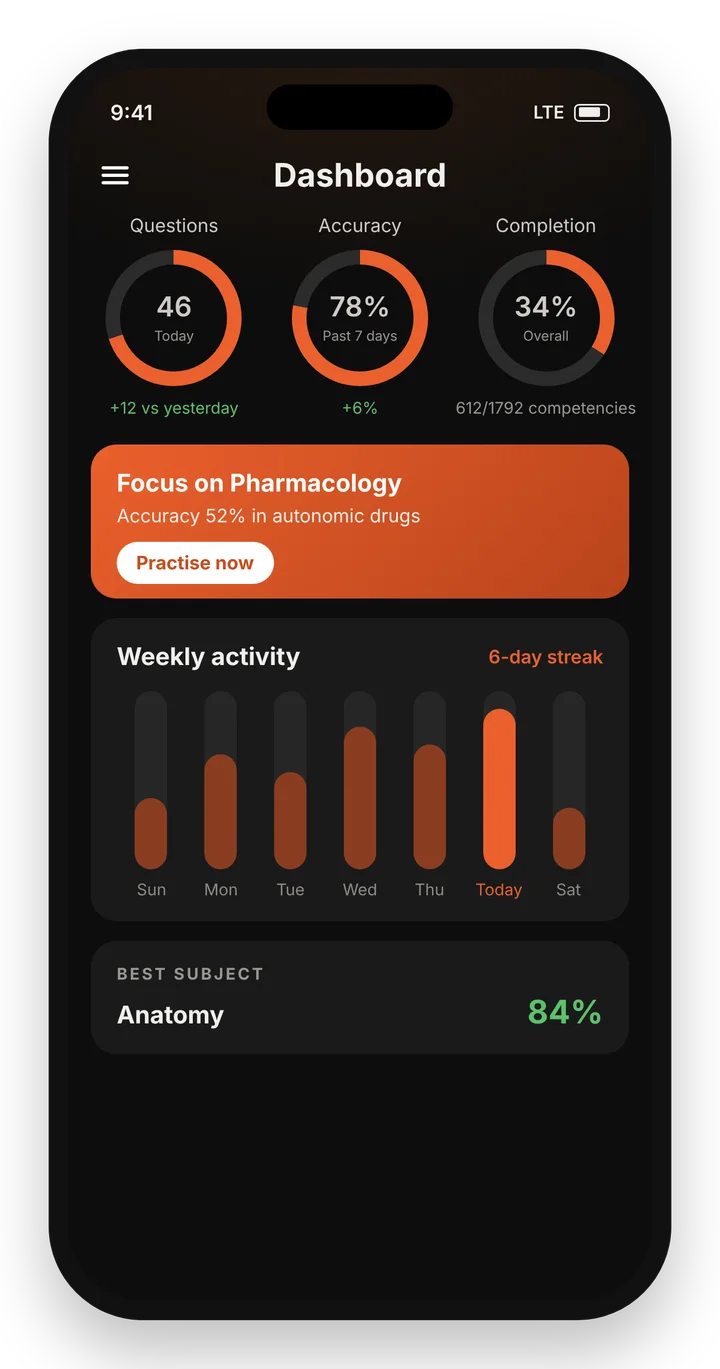 9:41 LTE
Dashboard
Questions Accuracy Completion
46 78% 34%
Today Past 7 days Overall
+12 vs yesterday +6% 612/1792 competencies
Focus on Pharmacology
Accuracy 52% in autonomic drugs
Practise now
Weekly activity 6-day streak
Sun Mon Tue Wed Thu Today Sat
BEST SUBJECT
Anatomy 84%